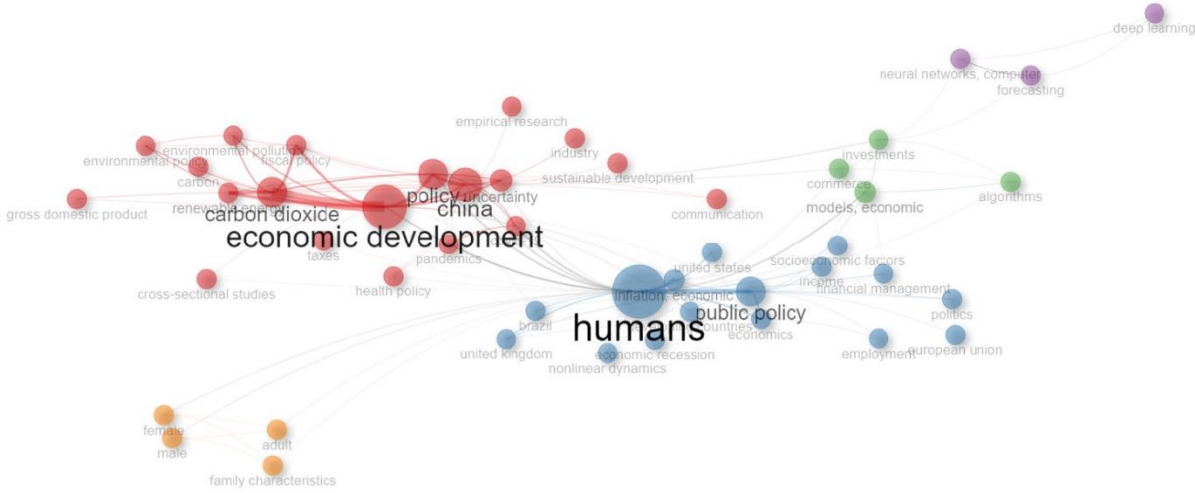 deep learning
neural networks, computer
forecasting
empirical research
environmental policy
environmental pollution
fiscal policy
industry
investments
carbon
sustainable development
commerce
renewable energy
policy
uncertainty
algorithms
gross domestic product
carbon dioxide
china
communication
models, economic
economic development
taxes
pandemics
united states
socioeconomic factors
cross-sectional studies
health policy
income
financial management
inflation, economic
public policy
politics
brazil
humans
countries
economics
united kingdom
economic recession
employment
european union
nonlinear dynamics
female
male
adult
family characteristics